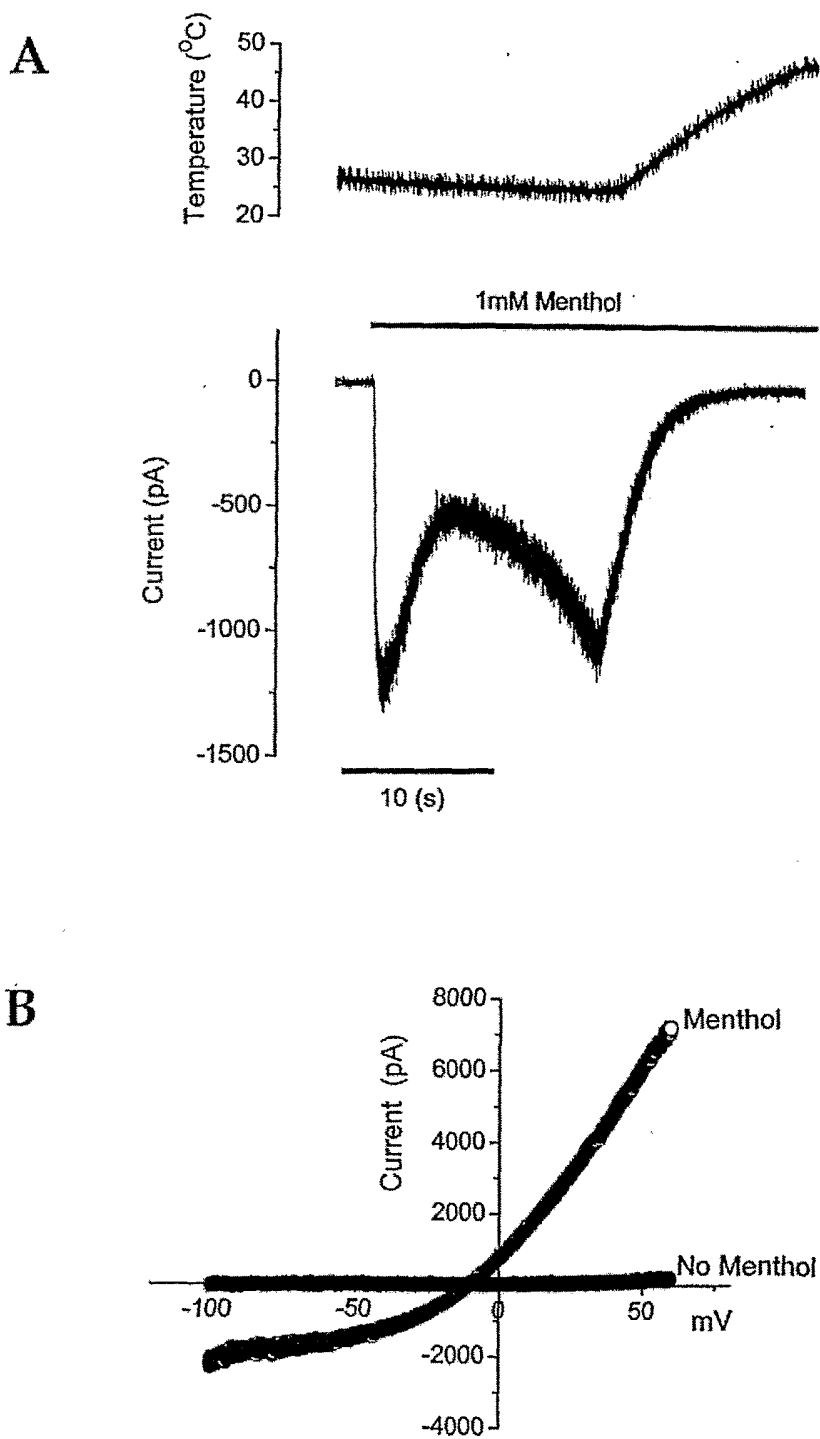 A
Temperature (°C)
50
40
30
20
1mM Menthol
Current (pA)
0
-500
-1000
-1500
10 (s)
B
Current (pA)
8000
6000
4000
2000
Menthol
No Menthol
-100
-50
0
50
mV
-2000
-4000